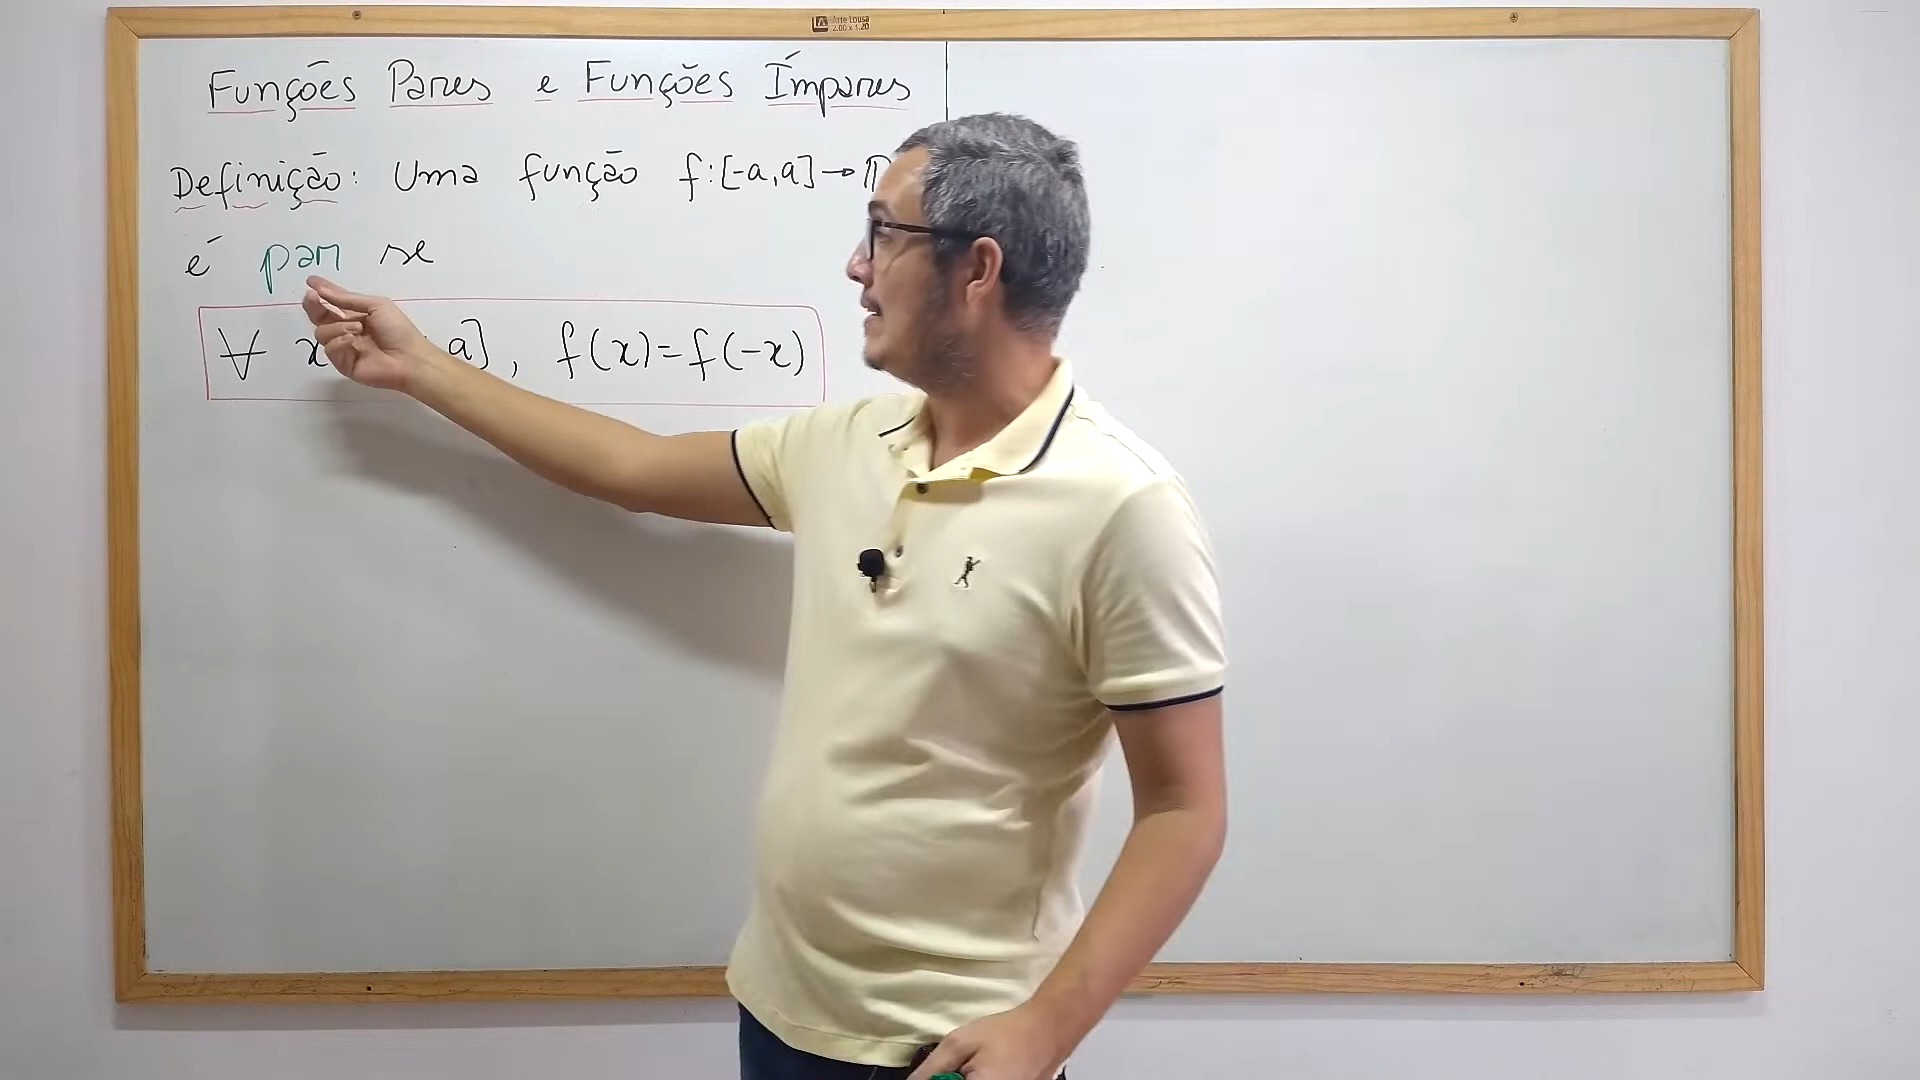 Arte Lousa
2.00 x 1.20
Funções Pares e Funções Ímpares
Definição: Uma função f:[-a,a]→
é par se
∀ x a], f(x)=f(-x)